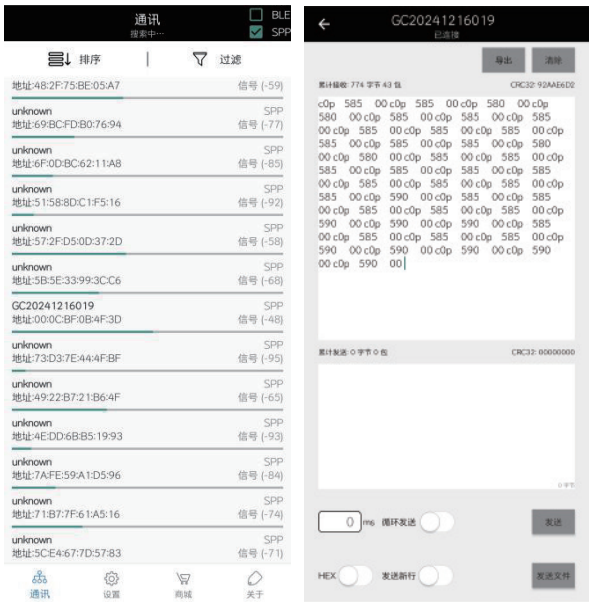 通讯
搜索中…
BLE
SPP
排序
过滤
地址:48:2F:75:BE:05:A7 信号 (-59)
unknown SPP
地址:69:BC:FD:B0:76:94 信号 (-77)
unknown SPP
地址:6F:0D:BC:62:11:A8 信号 (-85)
unknown SPP
地址:51:58:8D:C1:F5:16 信号 (-92)
unknown SPP
地址:57:2F:D5:0D:37:2D 信号 (-58)
unknown SPP
地址:5B:5E:33:99:3C:C6 信号 (-68)
GC20241216019 SPP
地址:00:0C:BF:0B:4F:3D 信号 (-48)
unknown SPP
地址:73:D3:7E:44:4F:BF 信号 (-95)
unknown SPP
地址:49:22:B7:21:B6:4F 信号 (-65)
unknown SPP
地址:4E:DD:6B:B5:19:93 信号 (-93)
unknown SPP
地址:7A:FE:59:A1:D5:96 信号 (-84)
unknown SPP
地址:71:B7:7F:61:A5:16 信号 (-74)
unknown SPP
地址:5C:E4:67:7D:57:83 信号 (-71)
通讯 设置 商城 关于
GC20241216019
已连接
导出 清除
累计接收: 774 字节 43 包 CRC32: 92AAE6D2
c0p 585 00 c0p 585 00 c0p 580 00 c0p
580 00 c0p 585 00 c0p 585 00 c0p 585
00 c0p 585 00 c0p 585 00 c0p 585 00 c0p
585 00 c0p 585 00 c0p 585 00 c0p 580
00 c0p 580 00 c0p 585 00 c0p 585 00 c0p
585 00 c0p 585 00 c0p 585 00 c0p 585
00 c0p 585 00 c0p 585 00 c0p 585 00 c0p
585 00 c0p 590 00 c0p 585 00 c0p 585
00 c0p 585 00 c0p 585 00 c0p 585 00 c0p
590 00 c0p 590 00 c0p 590 00 c0p 585
00 c0p 585 00 c0p 585 00 c0p 585 00 c0p
590 00 c0p 590 00 c0p 590 00 c0p 590
00 c0p 590 00
累计发送: 0 字节 0 包 CRC32: 00000000
0 字节
0 ms 循环发送 发送
HEX 发送新行 发送文件